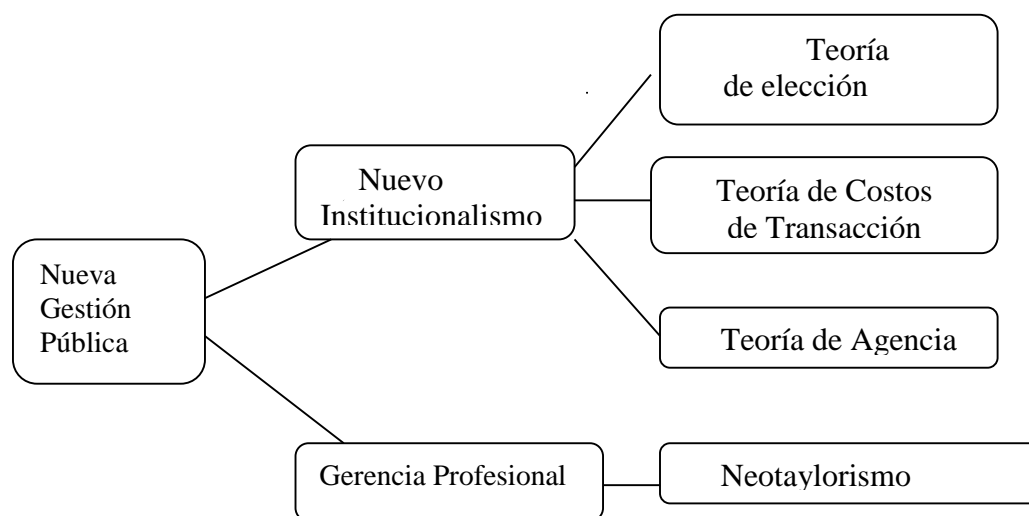 Teoría
de elección
Nuevo
Institucionalismo
Teoría de Costos
de Transacción
Nueva
Gestión
Pública
Teoría de Agencia
Gerencia Profesional
Neotaylorismo